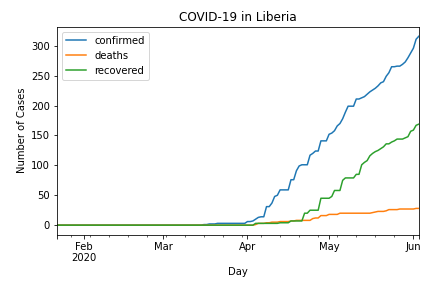 COVID-19 in Liberia
confirmed
deaths
recovered
Number of Cases
300
250
200
150
100
50
0
Feb
2020
Mar
Apr
May
Jun
Day